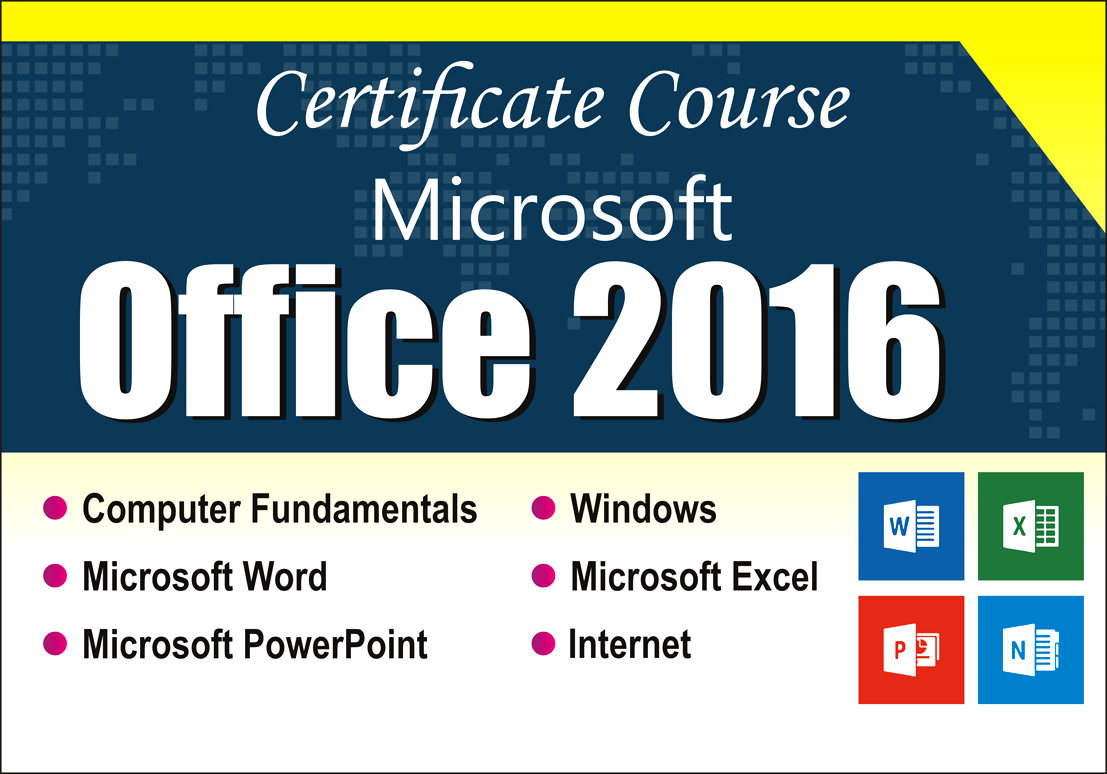 Certificate Course
Microsoft
Office 2016
Computer Fundamentals
Windows
Microsoft Word
Microsoft Excel
Microsoft PowerPoint
Internet
W
X
P
N